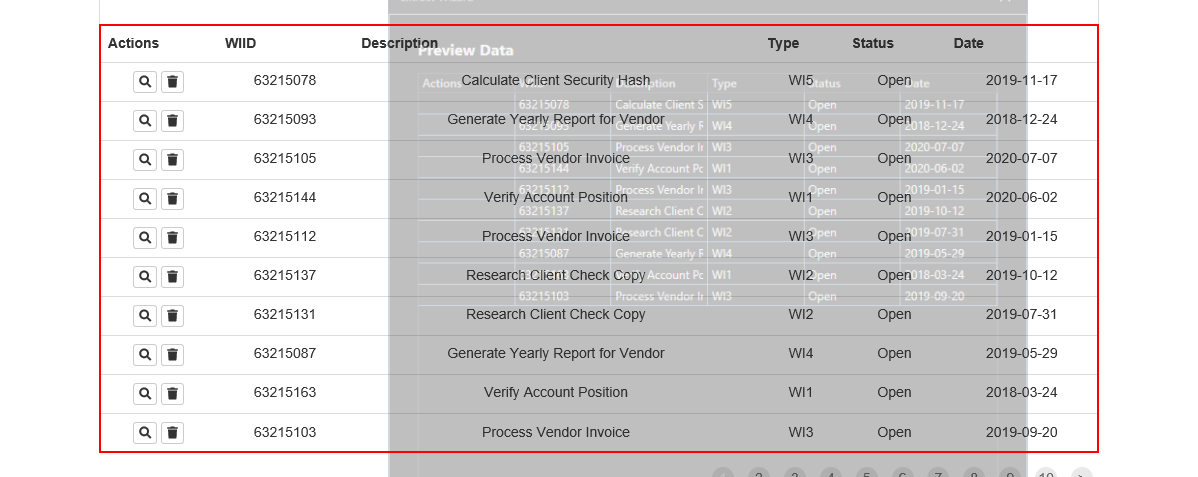 Actions WIID Description Type Status Date
63215078 Calculate Client Security Hash WI5 Open 2019-11-17
63215093 Generate Yearly Report for Vendor WI4 Open 2018-12-24
63215105 Process Vendor Invoice WI3 Open 2020-07-07
63215144 Verify Account Position WI1 Open 2020-06-02
63215112 Process Vendor Invoice WI3 Open 2019-01-15
63215137 Research Client Check Copy WI2 Open 2019-10-12
63215131 Research Client Check Copy WI2 Open 2019-07-31
63215087 Generate Yearly Report for Vendor WI4 Open 2019-05-29
63215163 Verify Account Position WI1 Open 2018-03-24
63215103 Process Vendor Invoice WI3 Open 2019-09-20
Preview Data
Actions Description Type Status Date
63215078 Calculate Client S WI5 Open 2019-11-17
63215093 Generate Yearly F WI4 Open 2018-12-24
63215105 Process Vendor Ir WI3 Open 2020-07-07
63215144 Verify Account Pc WI1 Open 2020-06-02
63215112 Process Vendor Ir WI3 Open 2019-01-15
63215137 Research Client C WI2 Open 2019-10-12
63215131 Research Client C WI2 Open 2019-07-31
63215087 Generate Yearly F WI4 Open 2019-05-29
Account Pc WI1 Open 2018-03-24
63215103 Process Vendor Ir WI3 Open 2019-09-20
2 3 4 5 6 7 8 9 10 >